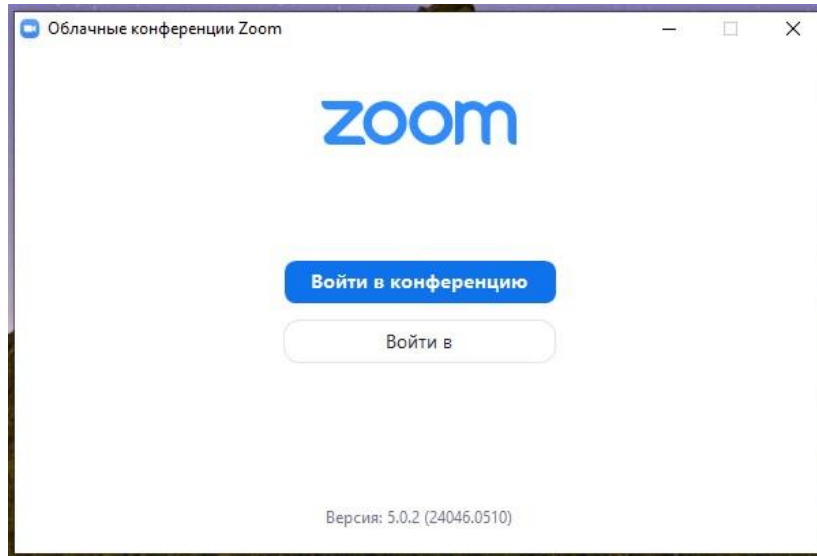 Облачные конференции Zoom
zoom
Войти в конференцию
Войти в
Версия: 5.0.2 (24046.0510)